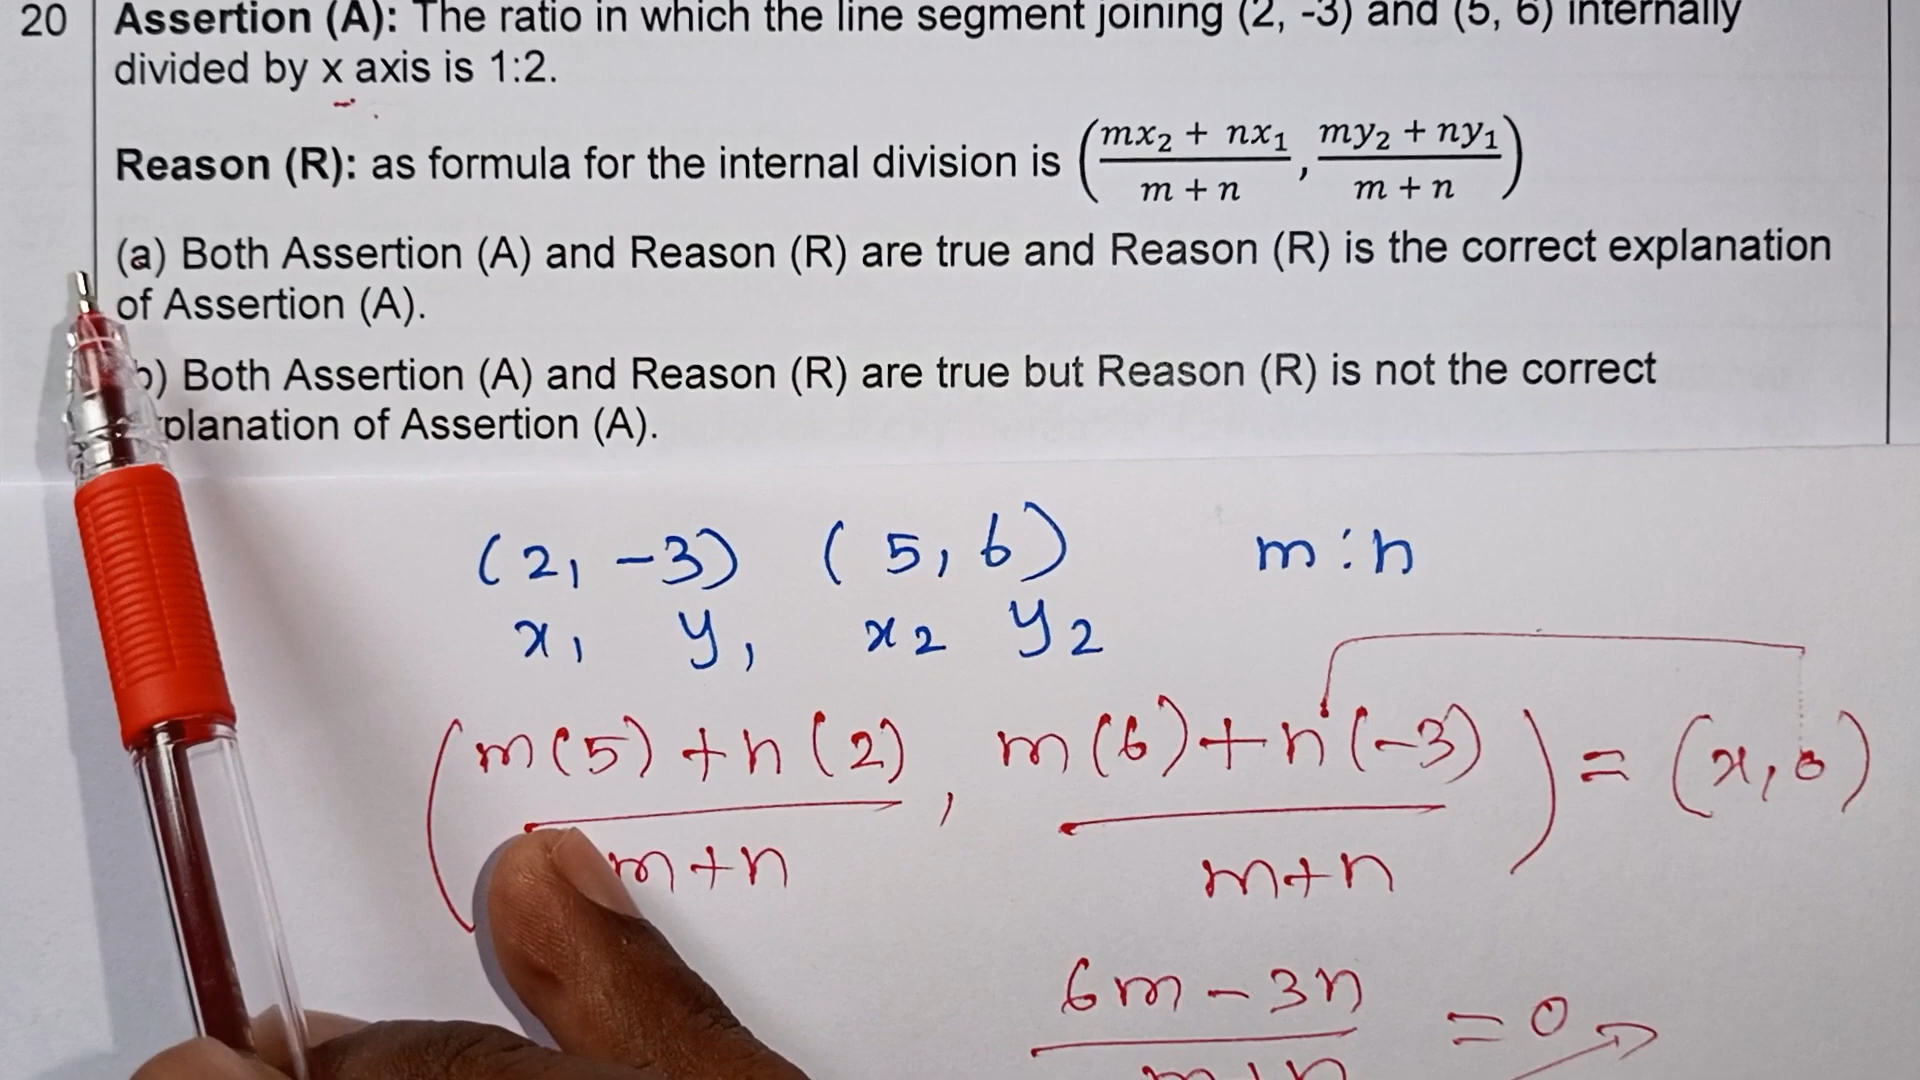 20 Assertion (A): The ratio in which the line segment joining (2, -3) and (5, 6) internally
divided by x axis is 1:2.
Reason (R): as formula for the internal division is (mx₂ + nx₁ / m + n , my₂ + ny₁ / m + n)
(a) Both Assertion (A) and Reason (R) are true and Reason (R) is the correct explanation
of Assertion (A).
b) Both Assertion (A) and Reason (R) are true but Reason (R) is not the correct
planation of Assertion (A).
(2, -3) (5, 6) m : n
x₁ y₁ x₂ y₂
(m(5) + n(2) / m+n , m(6) + n(-3) / m+n) = (x, 0)
6m - 3n / m+n = 0